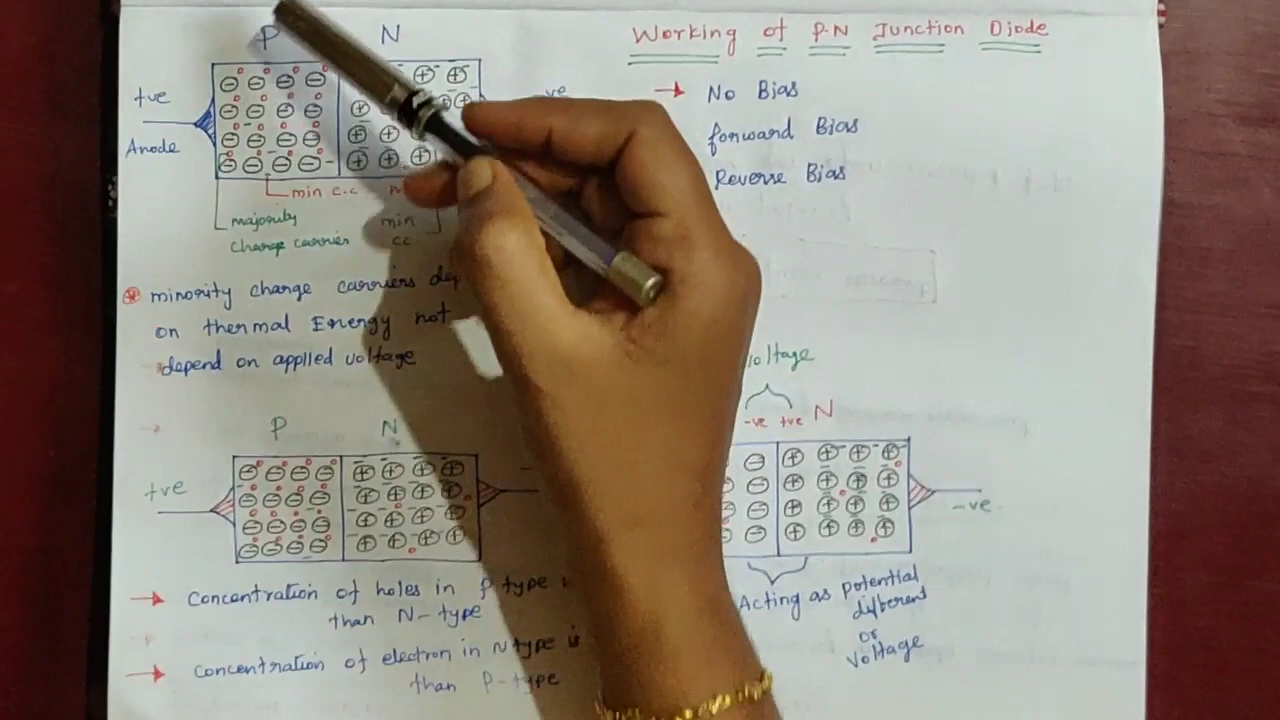 P N
Working of P-N Junction Diode
+ve
-ve
Anode
→ No Bias
forward Bias
Reverse Bias
min c.c
majority
charge carries
min
cc
minority charge carriers
on thermal Energy not
depend on applied voltage
voltage
P N
-ve +ve N
+ve
-ve
→ Concentration of holes in P type
than N-type
→ concentration of electron in N type is
than P-type
Acting as potential
different
or
voltage